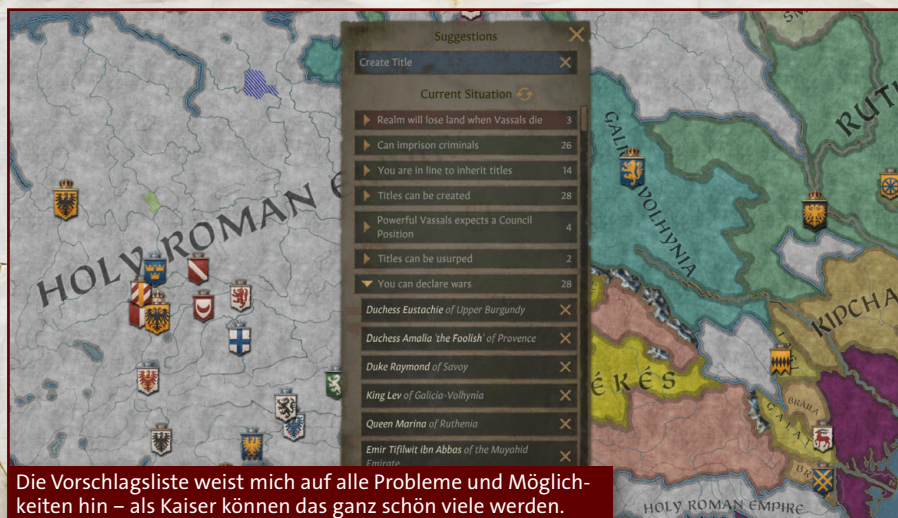 Suggestions
Create Title
Current Situation
Realm will lose land when Vassals die 3
Can imprison criminals 26
You are in line to inherit titles 14
Titles can be created 28
Powerful Vassals expects a Council
Position 4
Titles can be usurped 2
You can declare wars 28
Duchess Eustachie of Upper Burgundy
Duchess Amalia 'the Foolish' of Provence
Duke Raymond of Savoy
King Lev of Galicia-Volhynia
Queen Marina of Ruthenia
Emir Tifilwit ibn Abbas of the Muyahid
Emirate
HOLY ROMAN E
GALI
VOLHYNIA
RUTH
KIPCHA
ÉKÉS
BRAILA
GALAT
BR
HOLY ROMAN EMPIRE
Die Vorschlagsliste weist mich auf alle Probleme und Möglich-
keiten hin – als Kaiser können das ganz schön viele werden.